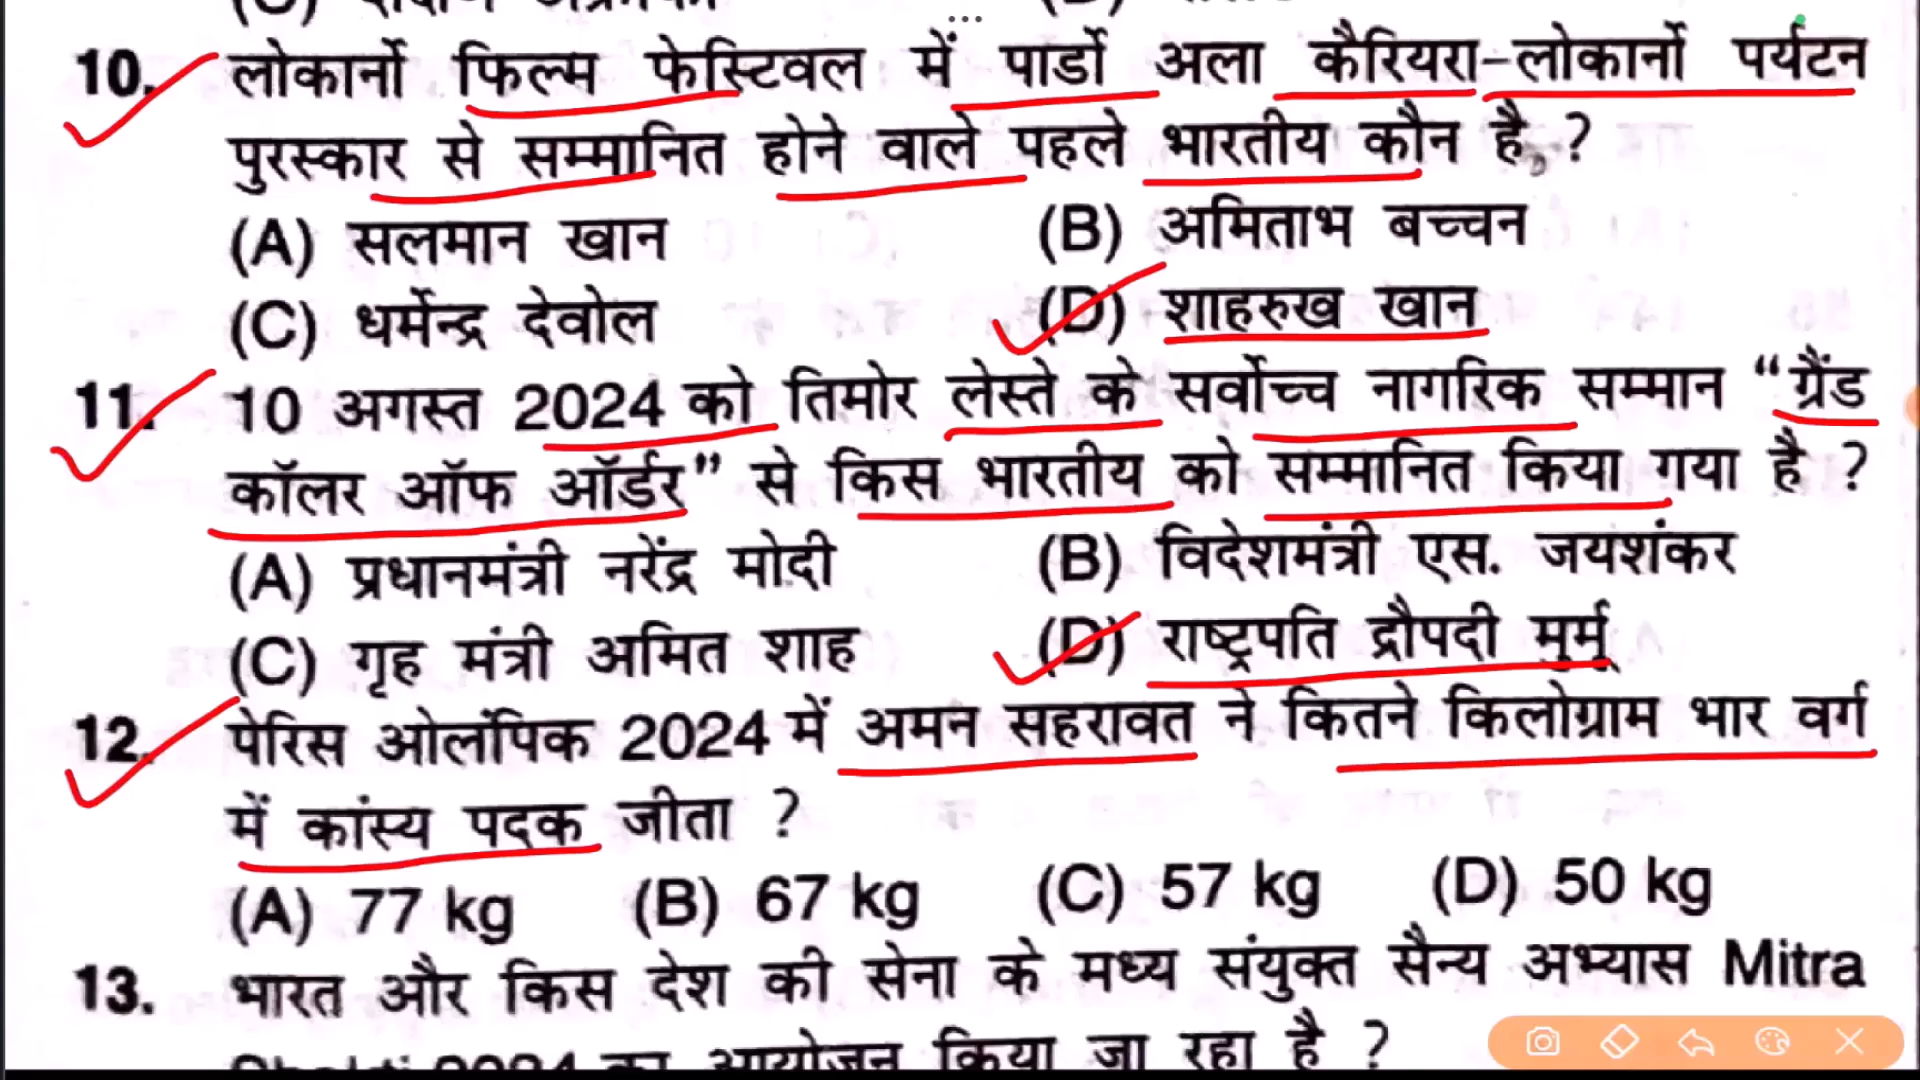 10. लोकार्नो फिल्म फेस्टिवल में पार्डो अला कैरियरा-लोकार्नो पर्यटन
पुरस्कार से सम्मानित होने वाले पहले भारतीय कौन है ?
(A) सलमान खान (B) अमिताभ बच्चन
(C) धर्मेन्द्र देवोल (D) शाहरुख खान
11. 10 अगस्त 2024 को तिमोर लेस्ते के सर्वोच्च नागरिक सम्मान “ग्रैंड
कॉलर ऑफ ऑर्डर” से किस भारतीय को सम्मानित किया गया है ?
(A) प्रधानमंत्री नरेंद्र मोदी (B) विदेशमंत्री एस. जयशंकर
(C) गृह मंत्री अमित शाह (D) राष्ट्रपति द्रौपदी मुर्मू
12. पेरिस ओलंपिक 2024 में अमन सहरावत ने कितने किलोग्राम भार वर्ग
में कांस्य पदक जीता ?
(A) 77 kg (B) 67 kg (C) 57 kg (D) 50 kg
13. भारत और किस देश की सेना के मध्य संयुक्त सैन्य अभ्यास Mitra
2024 का आयोजन किया जा रहा है ?